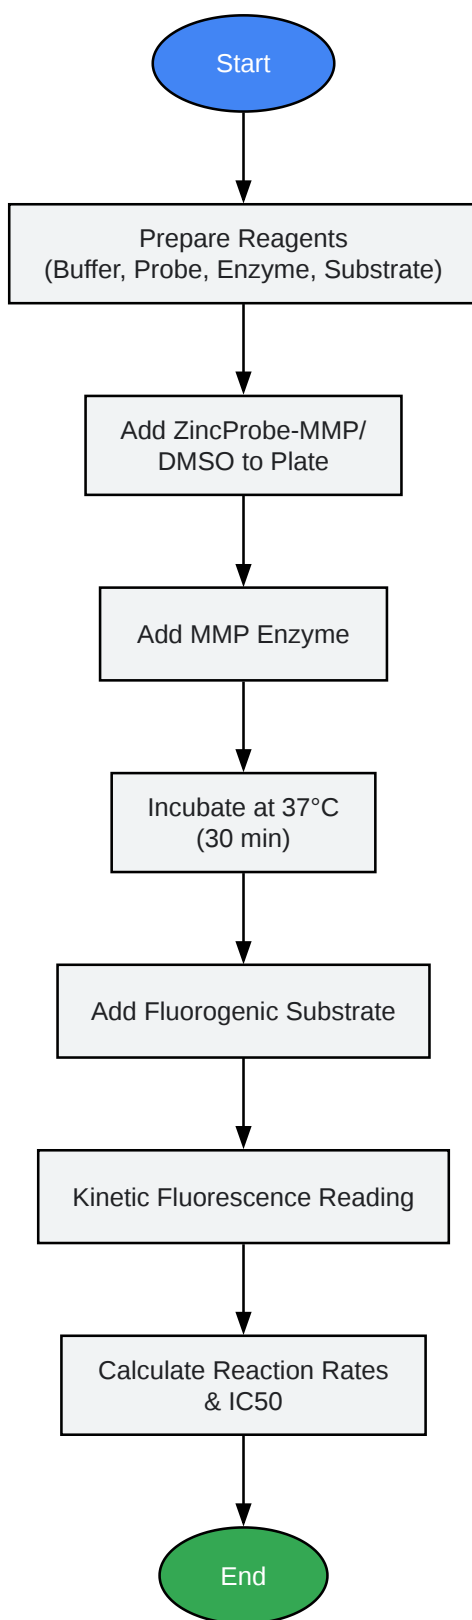 Start
Prepare Reagents
(Buffer, Probe, Enzyme, Substrate)
Add ZincProbe-MMP/
DMSO to Plate
Add MMP Enzyme
Incubate at 37°C
(30 min)
Add Fluorogenic Substrate
Kinetic Fluorescence Reading
Calculate Reaction Rates
& IC50
End